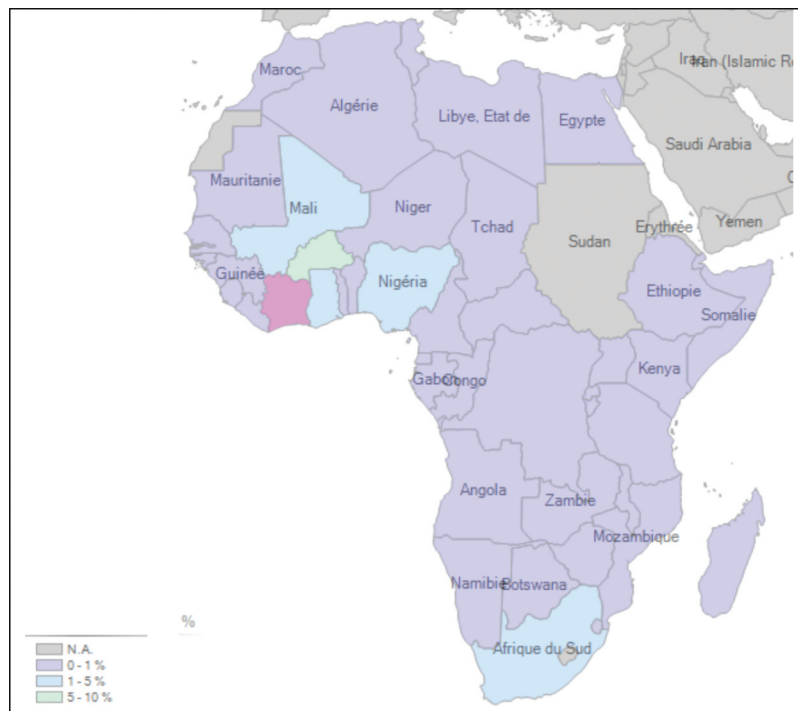 Maroc
Algérie
Libye, Etat de
Egypte
Iraq
Iran (Islamic Re
Saudi Arabia
Mauritanie
Mali
Niger
Tchad
Sudan
Erythrée
Yemen
Guinée
Nigéria
Ethiopie
Somalie
Gabon
Congo
Kenya
Angola
Zambie
Mozambique
Namibie
Botswana
Afrique du Sud
%
N.A.
0 - 1 %
1 - 5 %
5 - 10 %